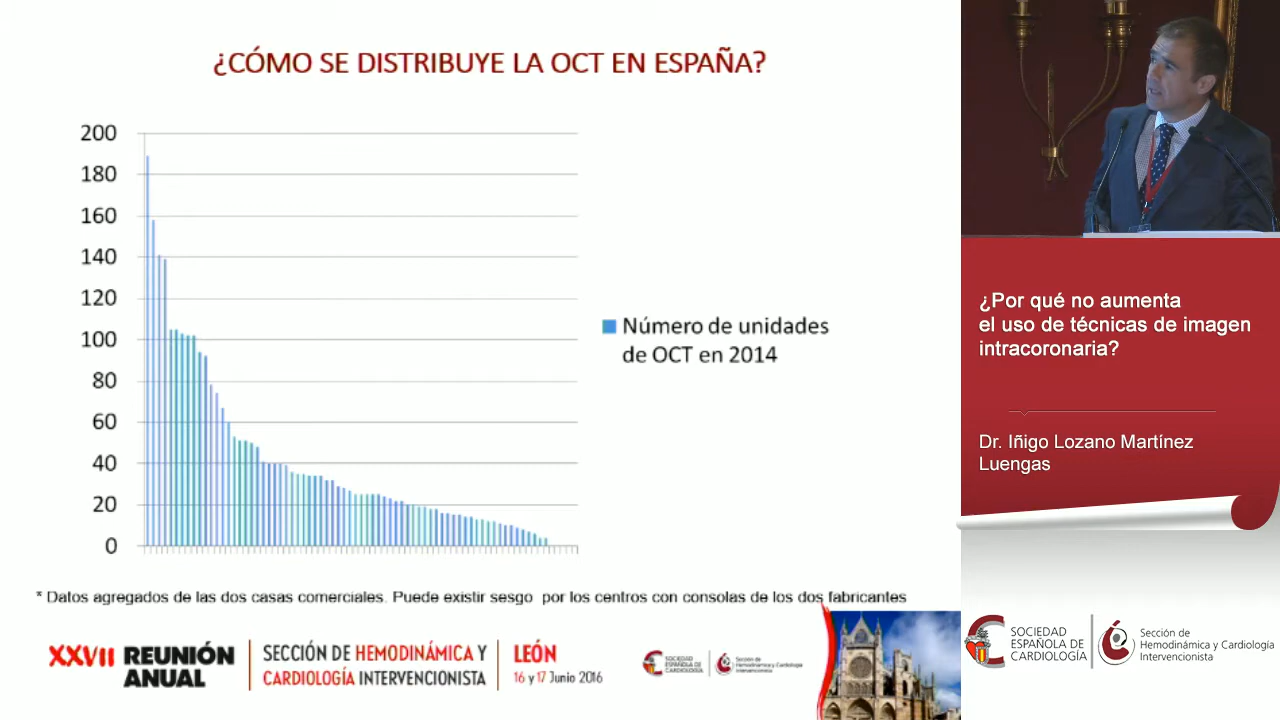 ¿CÓMO SE DISTRIBUYE LA OCT EN ESPAÑA?
200
180
160
140
120
100
80
60
40
20
0
Número de unidades
de OCT en 2014
* Datos agregados de las dos casas comerciales. Puede existir sesgo por los centros con consolas de los dos fabricantes
XXVII REUNIÓN
ANUAL
SECCIÓN DE HEMODINÁMICA Y
CARDIOLOGÍA INTERVENCIONISTA
LEÓN
16 y 17 Junio 2016
SOCIEDAD
ESPAÑOLA DE
CARDIOLOGÍA
Sección de
Hemodinámica y Cardiología
Intervencionista
¿Por qué no aumenta
el uso de técnicas de imagen
intracoronaria?
Dr. Iñigo Lozano Martínez
Luengas
SOCIEDAD
ESPAÑOLA DE
CARDIOLOGÍA
Sección de
Hemodinámica y Cardiología
Intervencionista